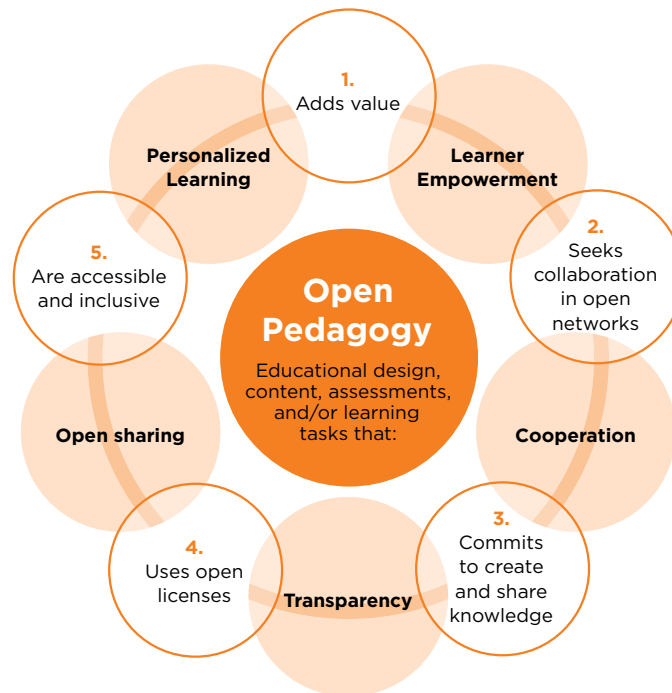 Open
Pedagogy
Educational design,
content, assessments,
and/or learning
tasks that:
1.
Adds value
Learner
Empowerment
2.
Seeks
collaboration
in open
networks
Cooperation
3.
Commits
to create
and share
knowledge
Transparency
4.
Uses open
licenses
Open sharing
5.
Are accessible
and inclusive
Personalized
Learning